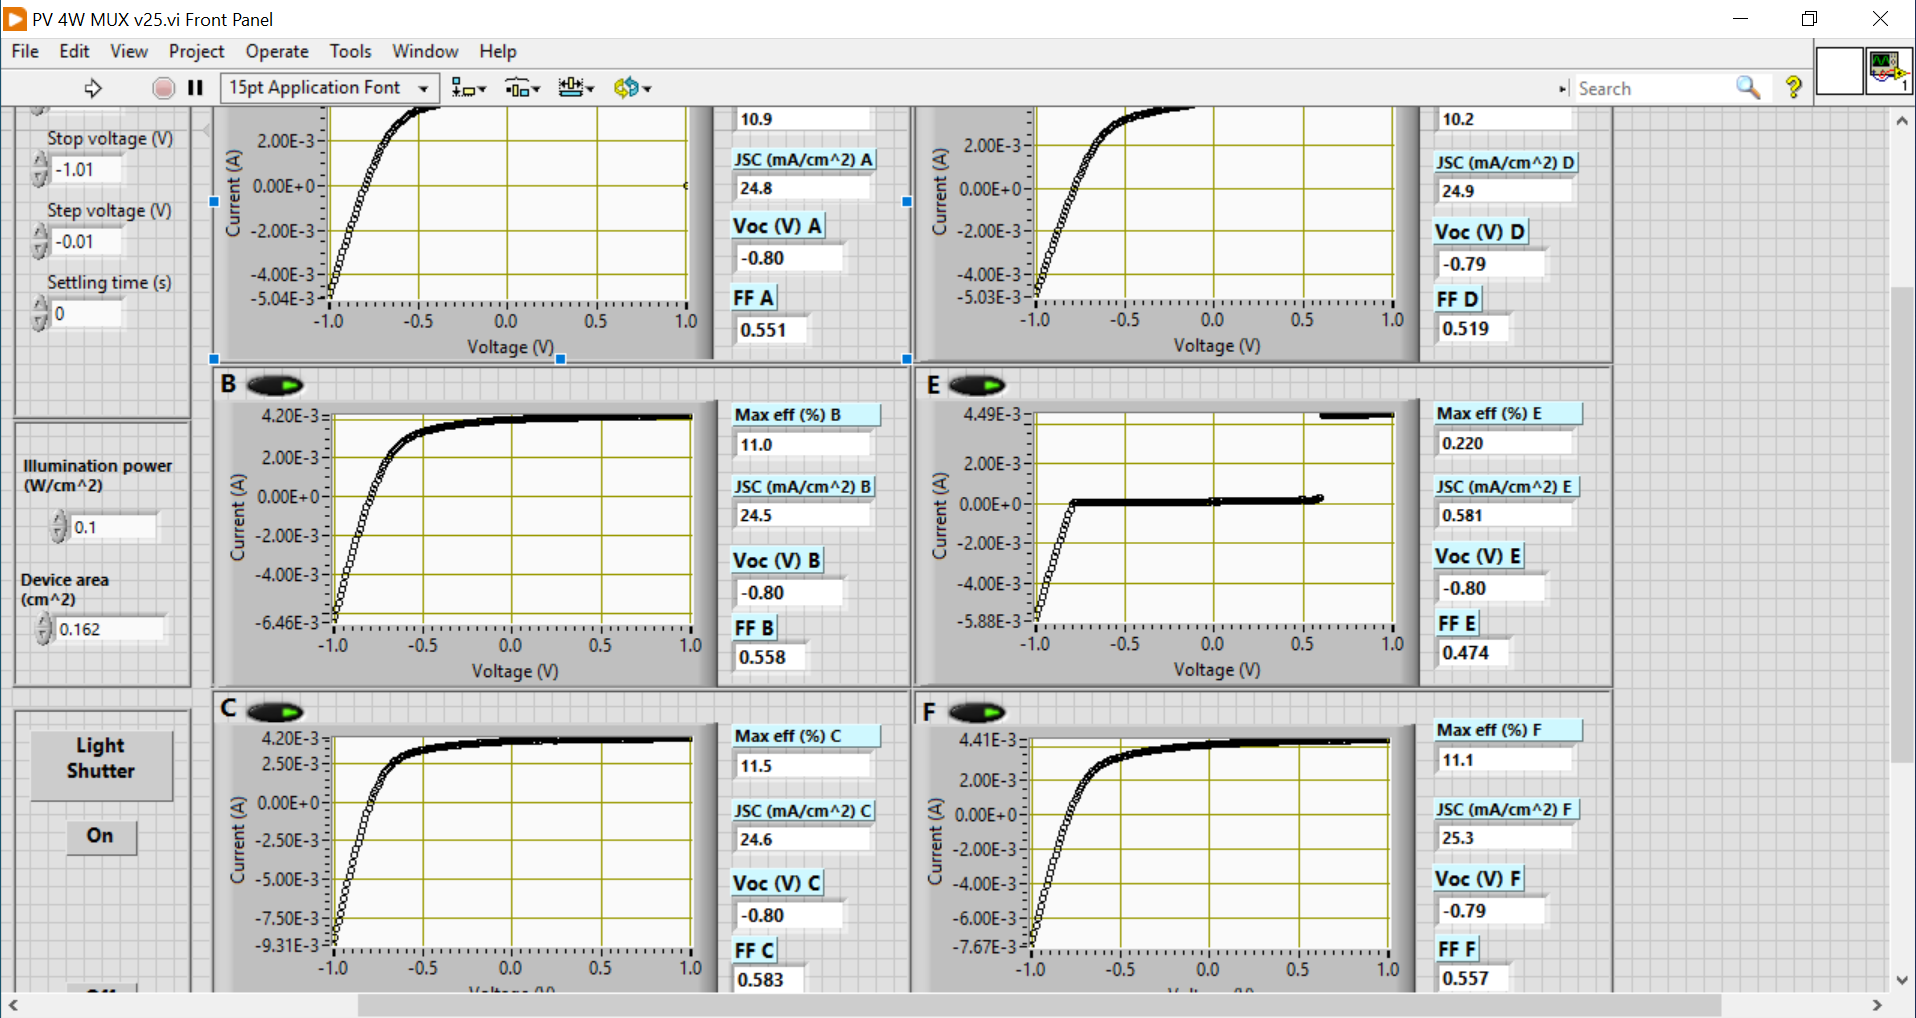 PV 4W MUX v25.vi Front Panel
File Edit View Project Operate Tools Window Help
15pt Application Font
Search
?
1
Stop voltage (V)
-1.01
Step voltage (V)
-0.01
Settling time (s)
0
Illumination power
(W/cm^2)
0.1
Device area
(cm^2)
0.162
Light
Shutter
On
Current (A)
2.00E-3
0.00E+0
-2.00E-3
-4.00E-3
-5.04E-3
-1.0 -0.5 0.0 0.5 1.0
Voltage (V)
10.9
JSC (mA/cm^2) A
24.8
Voc (V) A
-0.80
FF A
0.551
Current (A)
2.00E-3
0.00E+0
-2.00E-3
-4.00E-3
-5.03E-3
-1.0 -0.5 0.0 0.5 1.0
Voltage (V)
10.2
JSC (mA/cm^2) D
24.9
Voc (V) D
-0.79
FF D
0.519
B
Current (A)
4.20E-3
2.00E-3
0.00E+0
-2.00E-3
-4.00E-3
-6.46E-3
-1.0 -0.5 0.0 0.5 1.0
Voltage (V)
Max eff (%) B
11.0
JSC (mA/cm^2) B
24.5
Voc (V) B
-0.80
FF B
0.558
E
Current (A)
4.49E-3
2.00E-3
0.00E+0
-2.00E-3
-4.00E-3
-5.88E-3
-1.0 -0.5 0.0 0.5 1.0
Voltage (V)
Max eff (%) E
0.220
JSC (mA/cm^2) E
0.581
Voc (V) E
-0.80
FF E
0.474
C
Current (A)
4.20E-3
2.50E-3
0.00E+0
-2.50E-3
-5.00E-3
-7.50E-3
-9.31E-3
-1.0 -0.5 0.0 0.5 1.0
Max eff (%) C
11.5
JSC (mA/cm^2) C
24.6
Voc (V) C
-0.80
FF C
0.583
F
Current (A)
4.41E-3
2.00E-3
0.00E+0
-2.00E-3
-4.00E-3
-6.00E-3
-7.67E-3
-1.0 -0.5 0.0 0.5 1.0
Max eff (%) F
11.1
JSC (mA/cm^2) F
25.3
Voc (V) F
-0.79
FF F
0.557